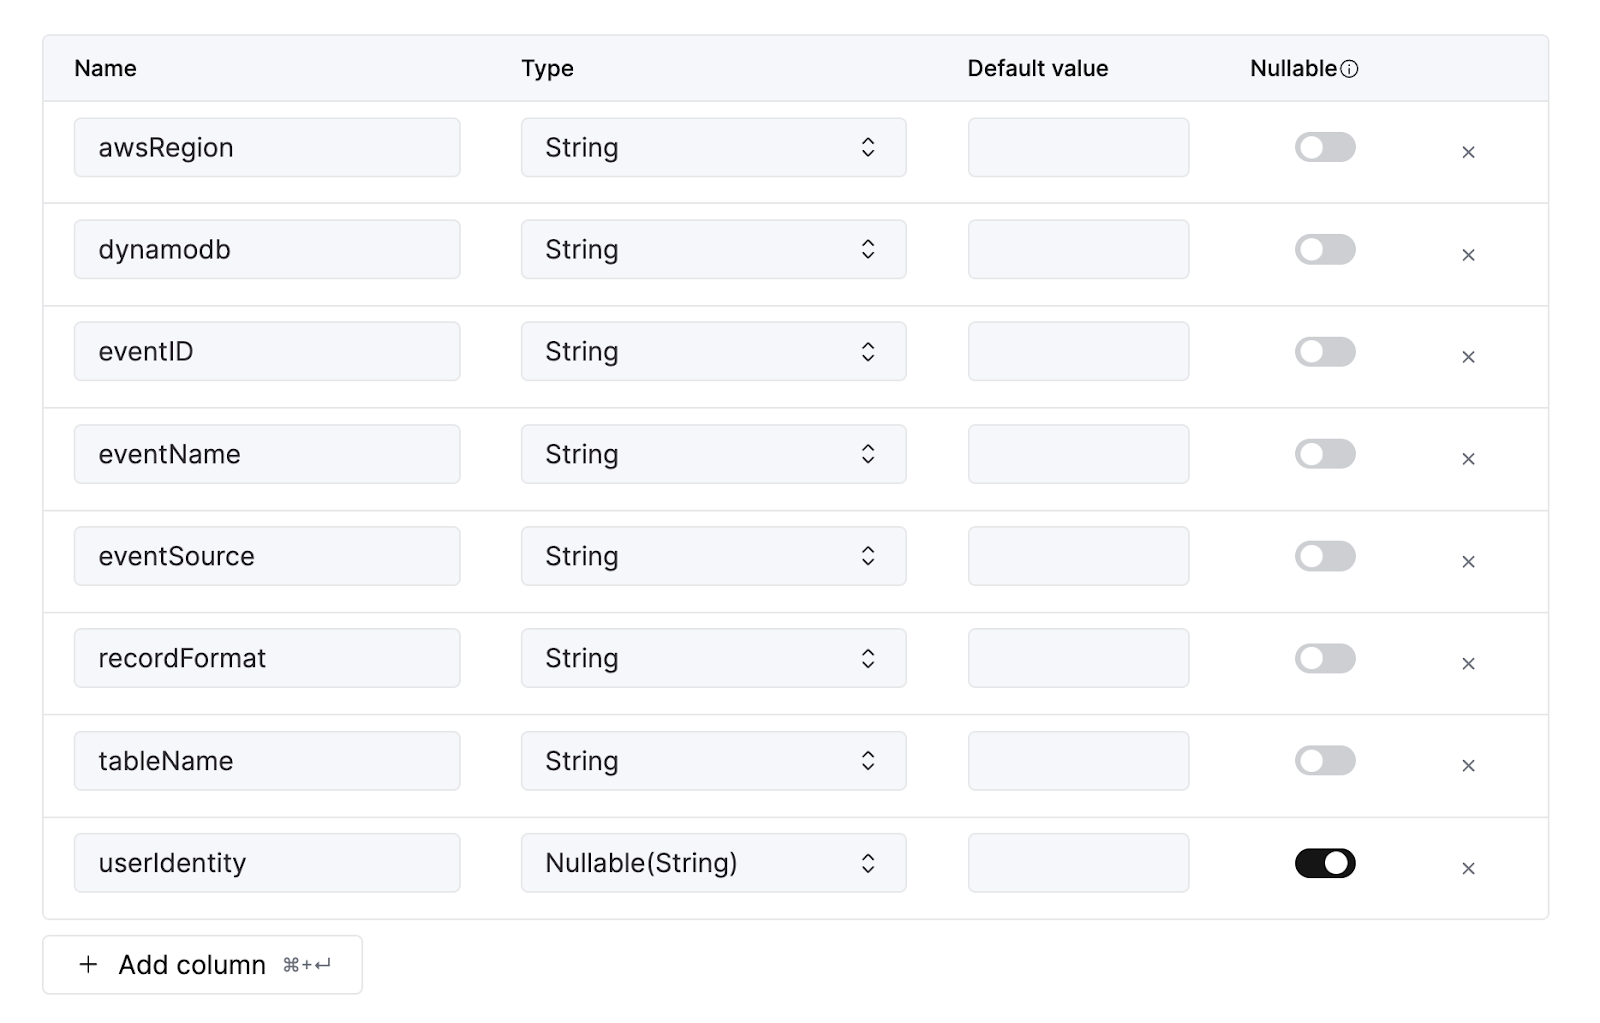 Name Type Default value Nullable
awsRegion String
dynamodb String
eventID String
eventName String
eventSource String
recordFormat String
tableName String
userIdentity Nullable(String)
+ Add column ⌘+↵